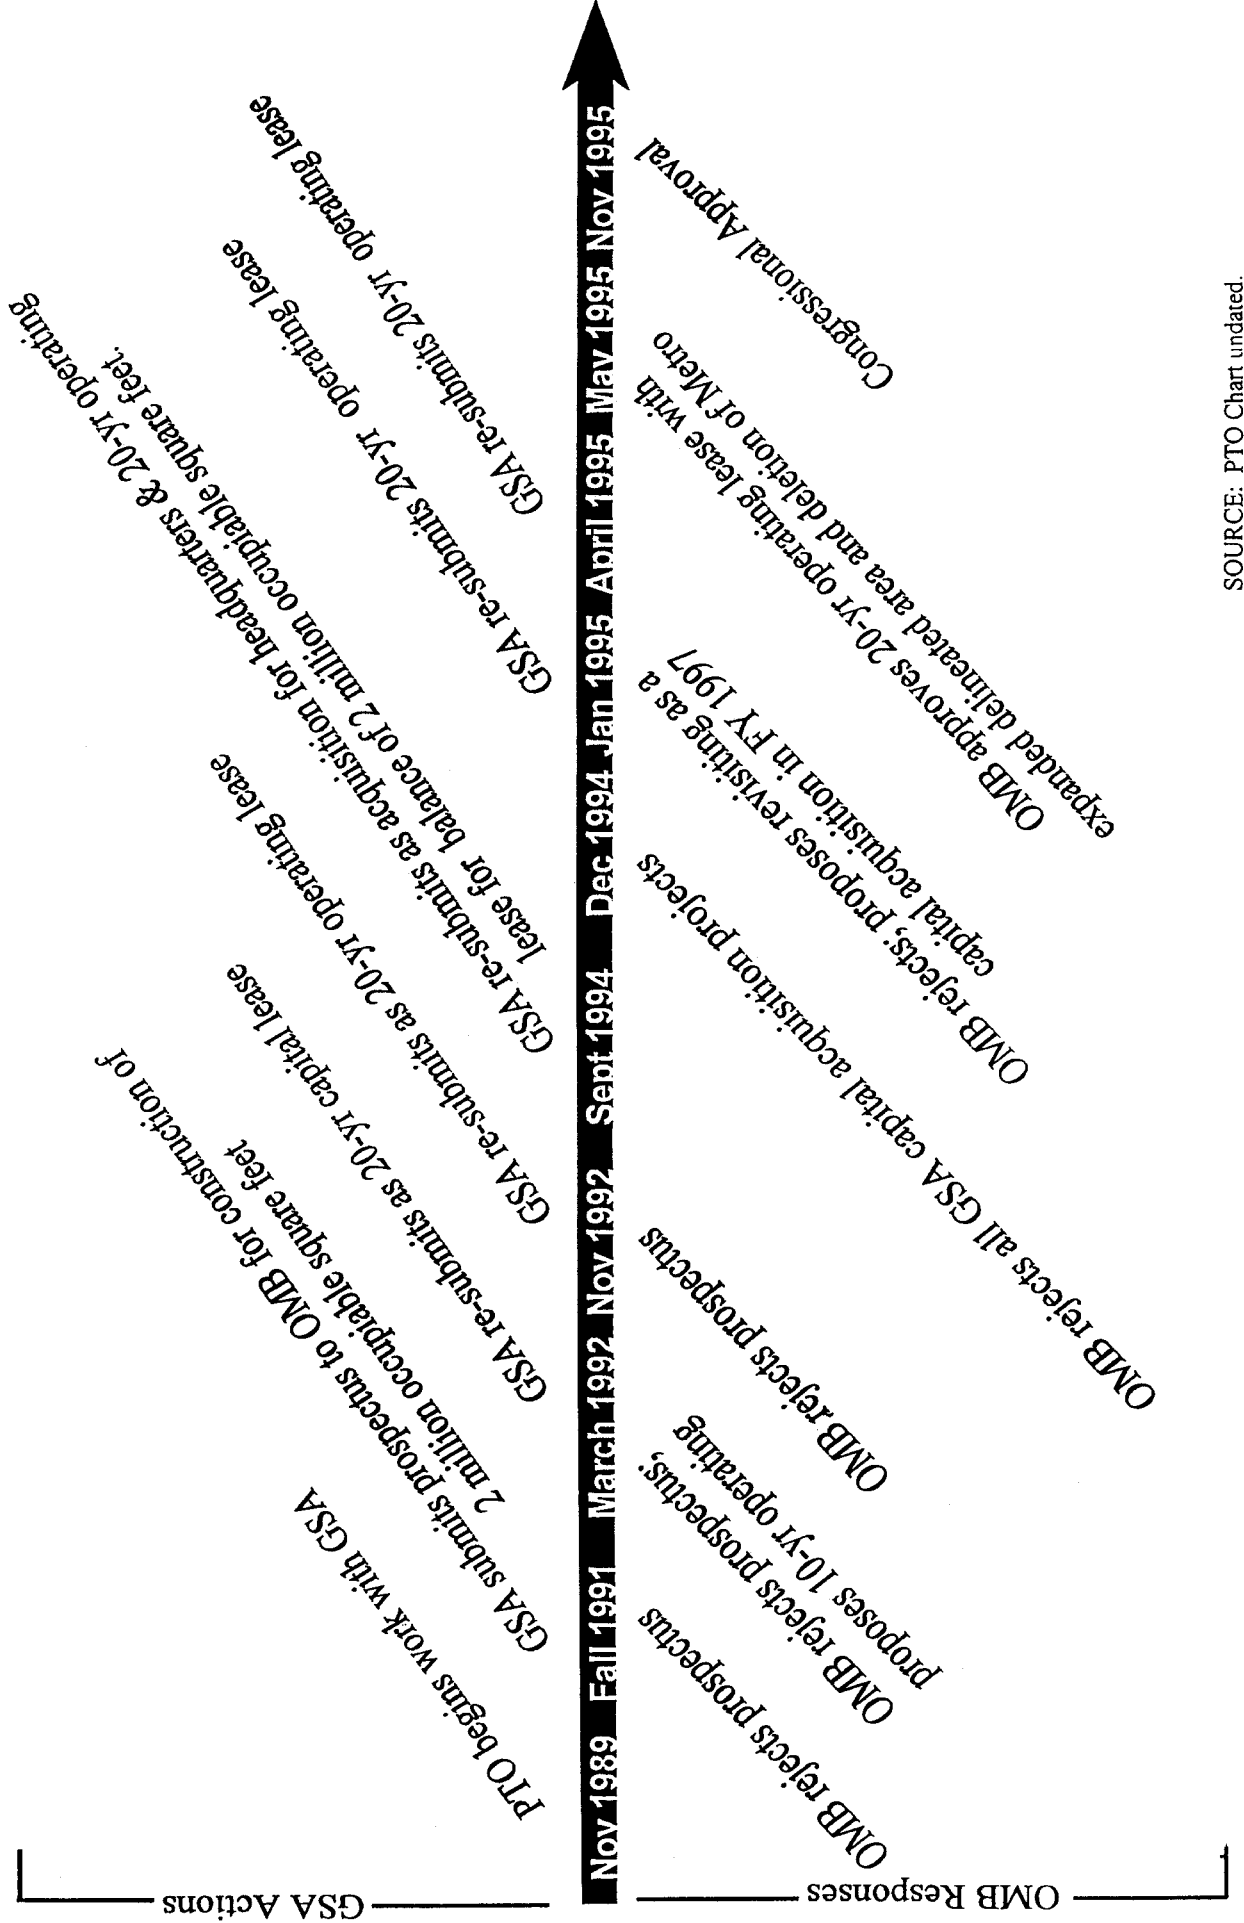 GSA Actions
PTO begins work with GSA
GSA submits prospectus to OMB for construction of
2 million occupiable square feet
GSA re-submits as 20-yr capital lease
GSA re-submits as 20-yr operating lease
GSA re-submits as acquisition for headquarters & 20-yr operating
lease for balance of 2 million occupiable square feet.
GSA re-submits 20-yr operating lease
GSA re-submits 20-yr operating lease
Nov 1989 Fall 1991 March 1992 Nov 1992 Sept 1994 Dec 1994 Jan 1995 April 1995 May 1995 Nov 1995
OMB Responses
OMB rejects prospectus
OMB rejects prospectus;
proposes 10-yr operating
OMB rejects prospectus
OMB rejects all GSA capital acquisition projects
OMB rejects; proposes revisiting as a
capital acquisition in FY 1997
OMB approves 20-yr operating lease with
expanded delineated area and deletion of Metro
Congressional Approval
SOURCE: PTO Chart undated.